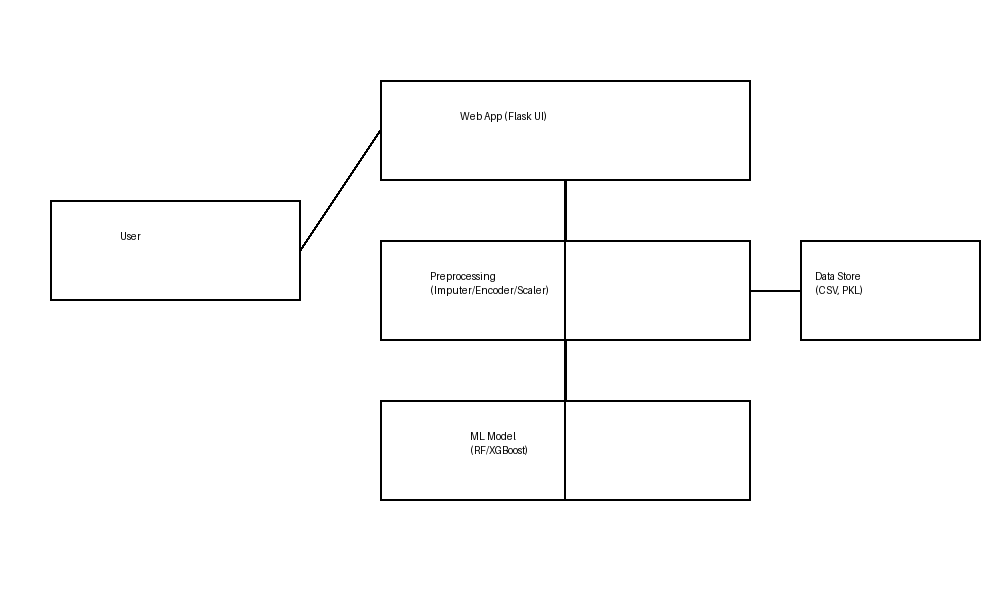 Web App (Flask UI)
User
Preprocessing
(Imputer/Encoder/Scaler)
Data Store
(CSV, PKL)
ML Model
(RF/XGBoost)